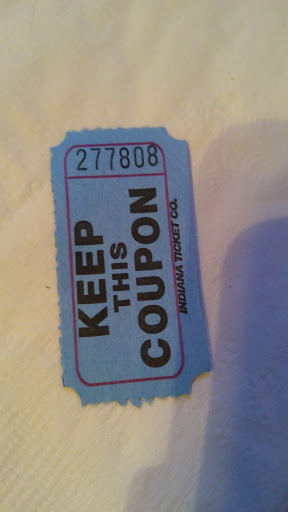 277808
KEEP
THIS
COUPON
INDIANA TICKET CO.